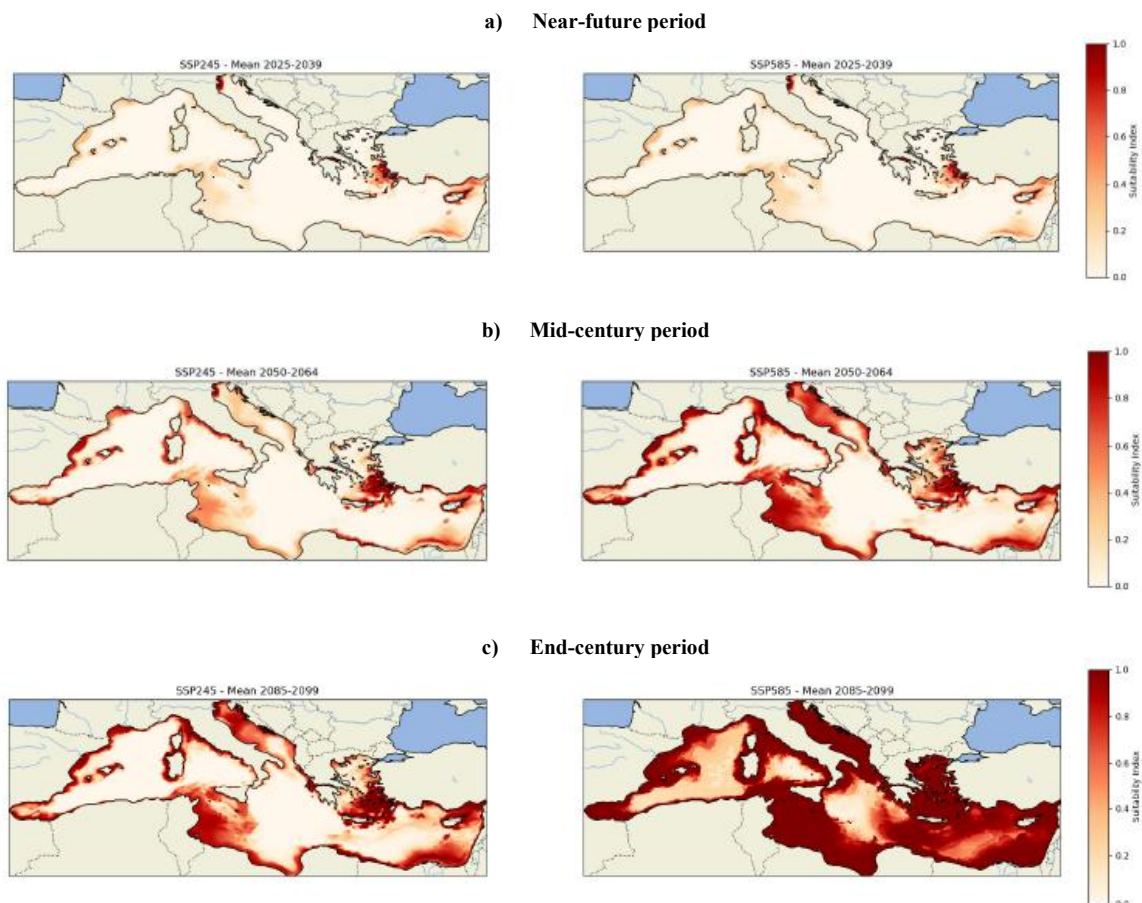 a) Near-future period
SSP245 - Mean 2025-2039
SSP585 - Mean 2025-2039
1.0
0.8
0.6
0.4
0.2
0.0
Suitability Index
b) Mid-century period
SSP245 - Mean 2050-2064
SSP585 - Mean 2050-2064
1.0
0.8
0.6
0.4
0.2
0.0
Suitability Index
c) End-century period
SSP245 - Mean 2085-2099
SSP585 - Mean 2085-2099
1.0
0.8
0.6
0.4
0.2
0.0
Suitability Index